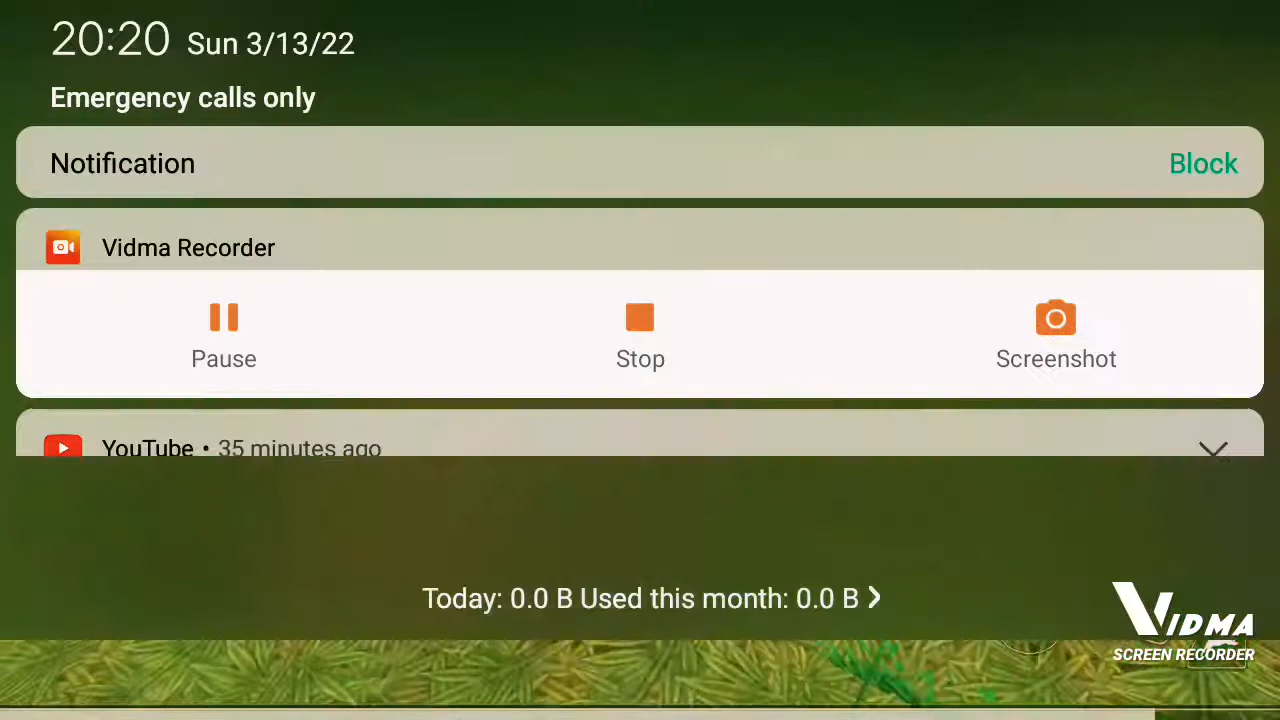 20:20 Sun 3/13/22
Emergency calls only
Notification Block
Vidma Recorder
Pause Stop Screenshot
YouTube • 35 minutes ago
Today: 0.0 B Used this month: 0.0 B
VIDMA
SCREEN RECORDER